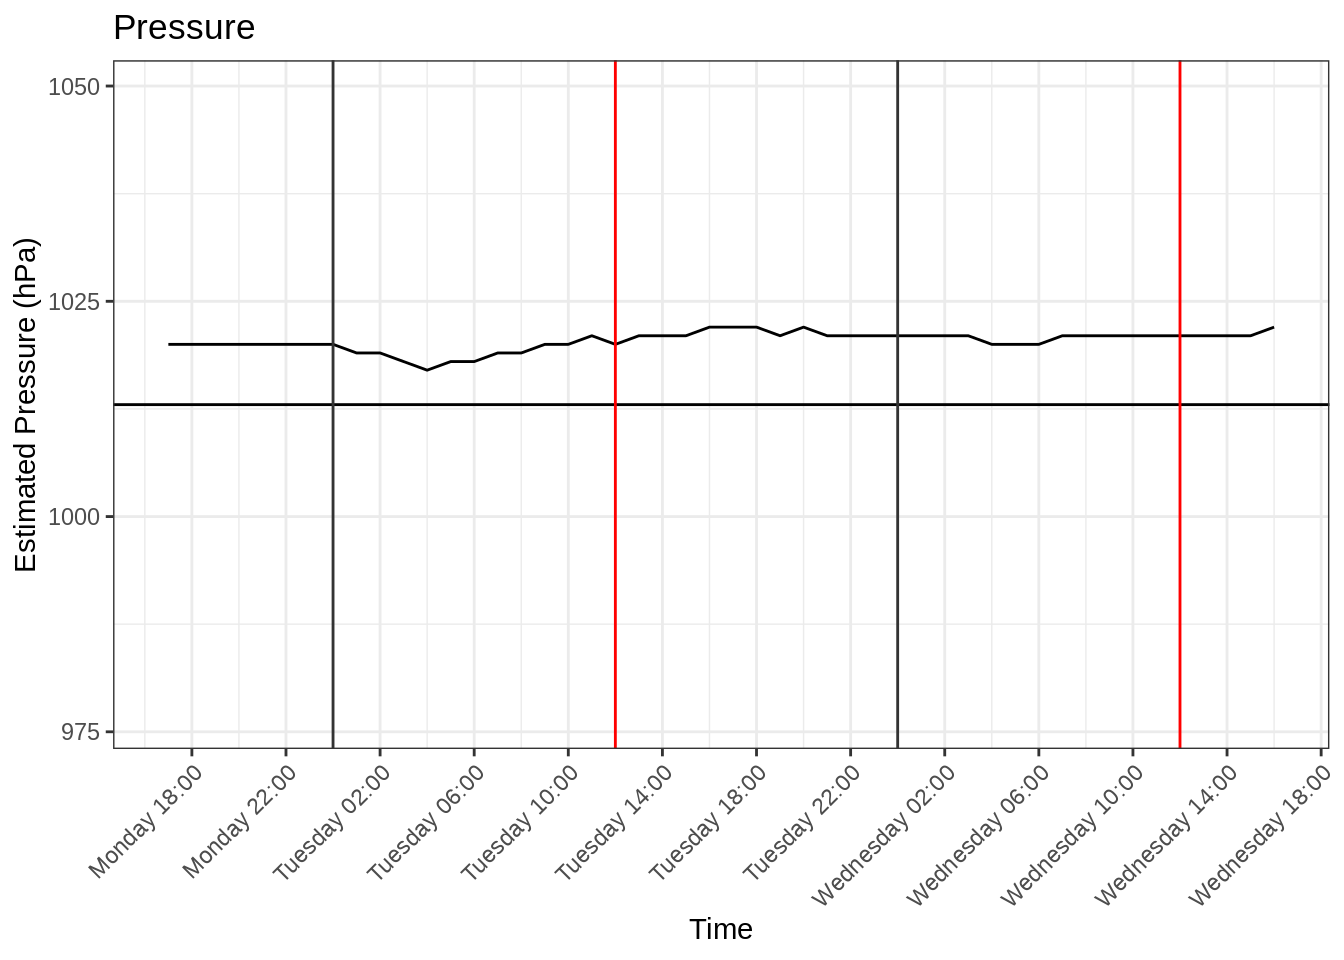 Pressure
Estimated Pressure (hPa)
1050
1025
1000
975
Monday 18:00
Monday 22:00
Tuesday 02:00
Tuesday 06:00
Tuesday 10:00
Tuesday 14:00
Tuesday 18:00
Tuesday 22:00
Wednesday 02:00
Wednesday 06:00
Wednesday 10:00
Wednesday 14:00
Wednesday 18:00
Time